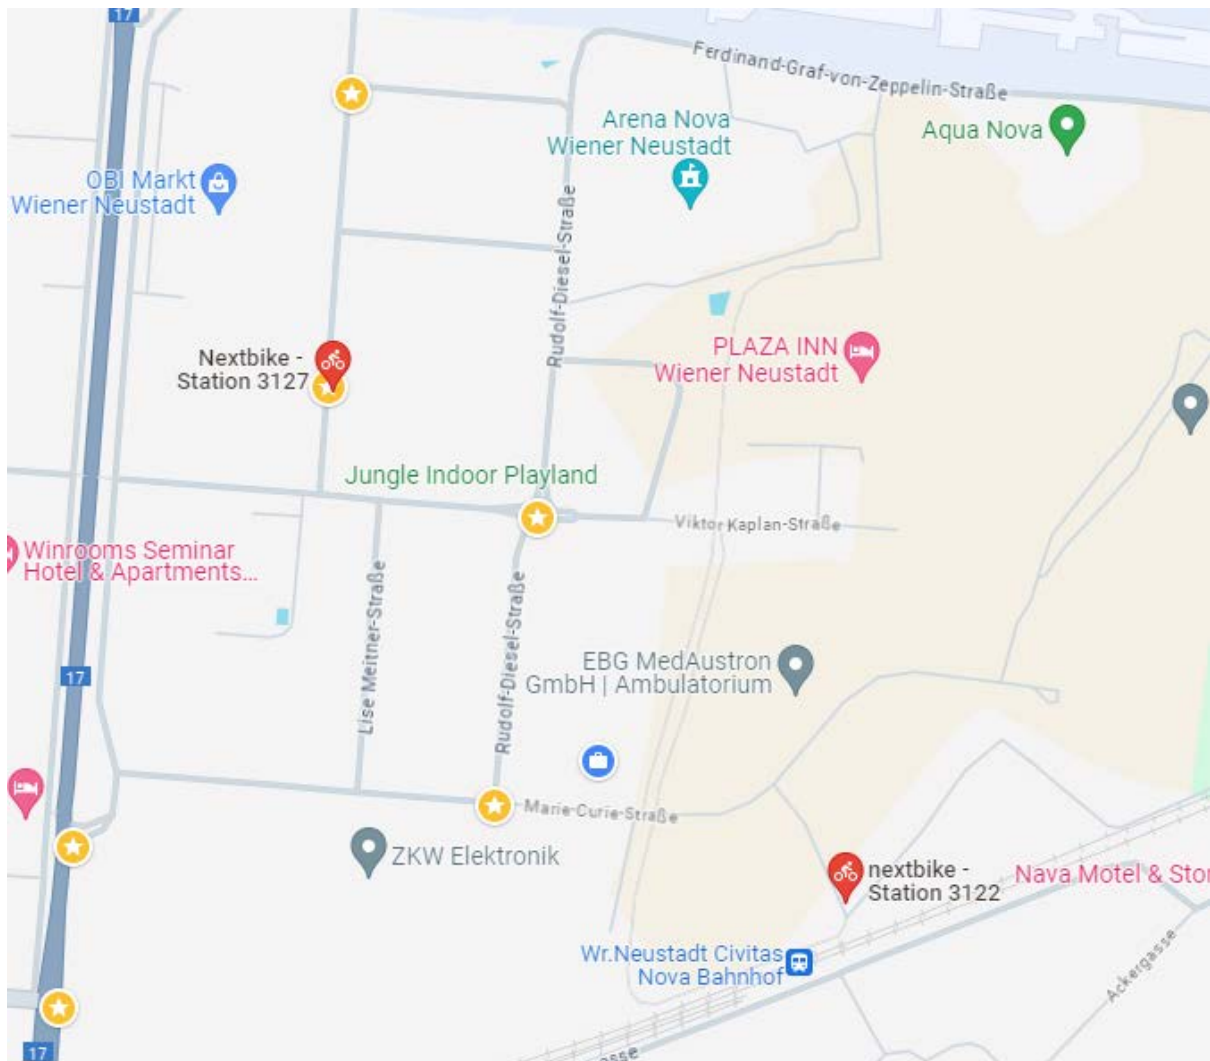 17
Ferdinand-Graf-von-Zeppelin-Straße
Arena Nova
Wiener Neustadt
Aqua Nova
OBI Markt
Wiener Neustadt
Rudolf-Diesel-Straße
Nextbike -
Station 3127
PLAZA INN
Wiener Neustadt
Jungle Indoor Playland
Viktor Kaplan-Straße
Winrooms Seminar
Hotel & Apartments...
Lise Meitner-Straße
Rudolf-Diesel-Straße
EBG MedAustron
GmbH | Ambulatorium
17
Marie-Curie-Straße
ZKW Elektronik
nextbike -
Station 3122
Nava Motel & Stor
Wr.Neustadt Civitas
Nova Bahnhof
Ackergasse
17